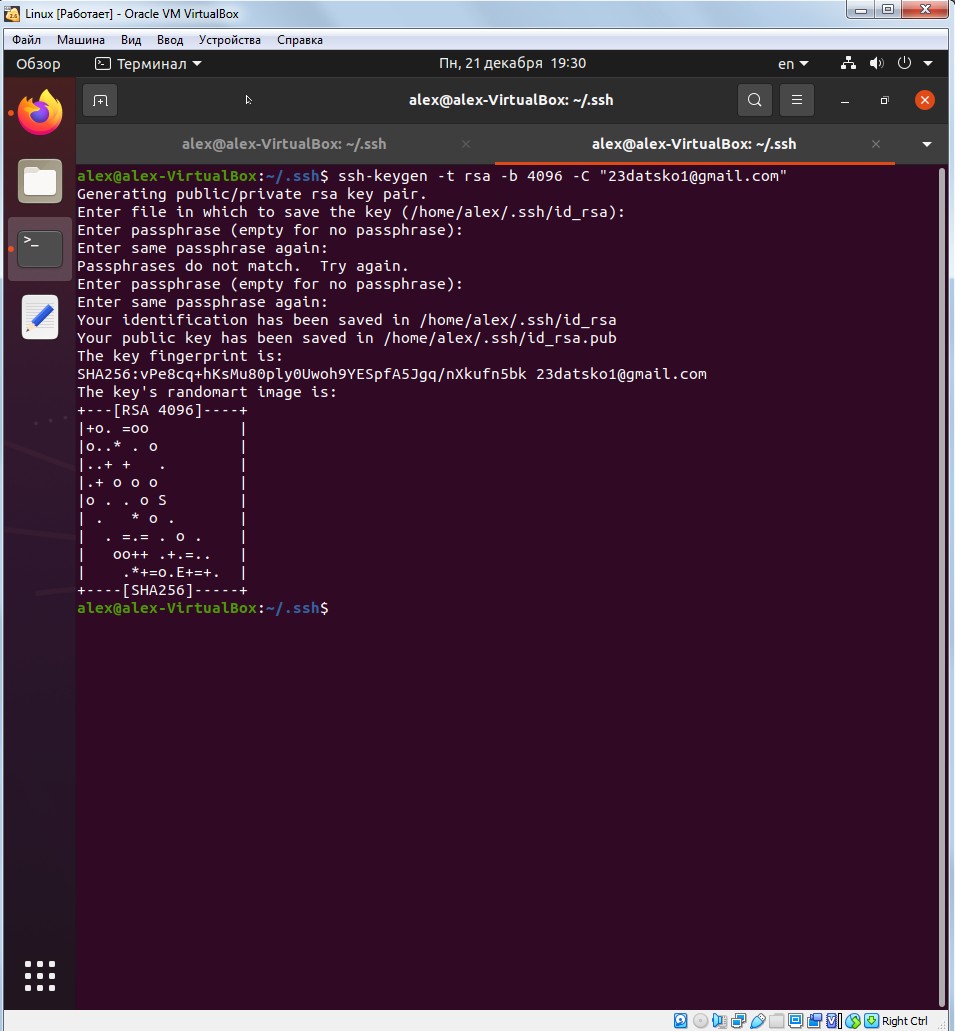 Linux [Работает] - Oracle VM VirtualBox
Файл Машина Вид Ввод Устройства Справка
Обзор Терминал Пн, 21 декабря 19:30 en
alex@alex-VirtualBox: ~/.ssh
alex@alex-VirtualBox: ~/.ssh alex@alex-VirtualBox: ~/.ssh
alex@alex-VirtualBox:~/.ssh$ ssh-keygen -t rsa -b 4096 -C "23datsko1@gmail.com"
Generating public/private rsa key pair.
Enter file in which to save the key (/home/alex/.ssh/id_rsa):
Enter passphrase (empty for no passphrase):
Enter same passphrase again:
Passphrases do not match.  Try again.
Enter passphrase (empty for no passphrase):
Enter same passphrase again:
Your identification has been saved in /home/alex/.ssh/id_rsa
Your public key has been saved in /home/alex/.ssh/id_rsa.pub
The key fingerprint is:
SHA256:vPe8cq+hKsMu80ply0Uwoh9YESpfA5Jgq/nXkufn5bk 23datsko1@gmail.com
The key's randomart image is:
+---[RSA 4096]----+
|+o. =oo          |
|o..* . o         |
|..+ +   .        |
|.+ o o o         |
|o . . o S        |
| .   * o .       |
|  . =.= . o .    |
|   oo++ .+.=..   |
|    .*+=o.E+=+.  |
+----[SHA256]-----+
alex@alex-VirtualBox:~/.ssh$
Right Ctrl